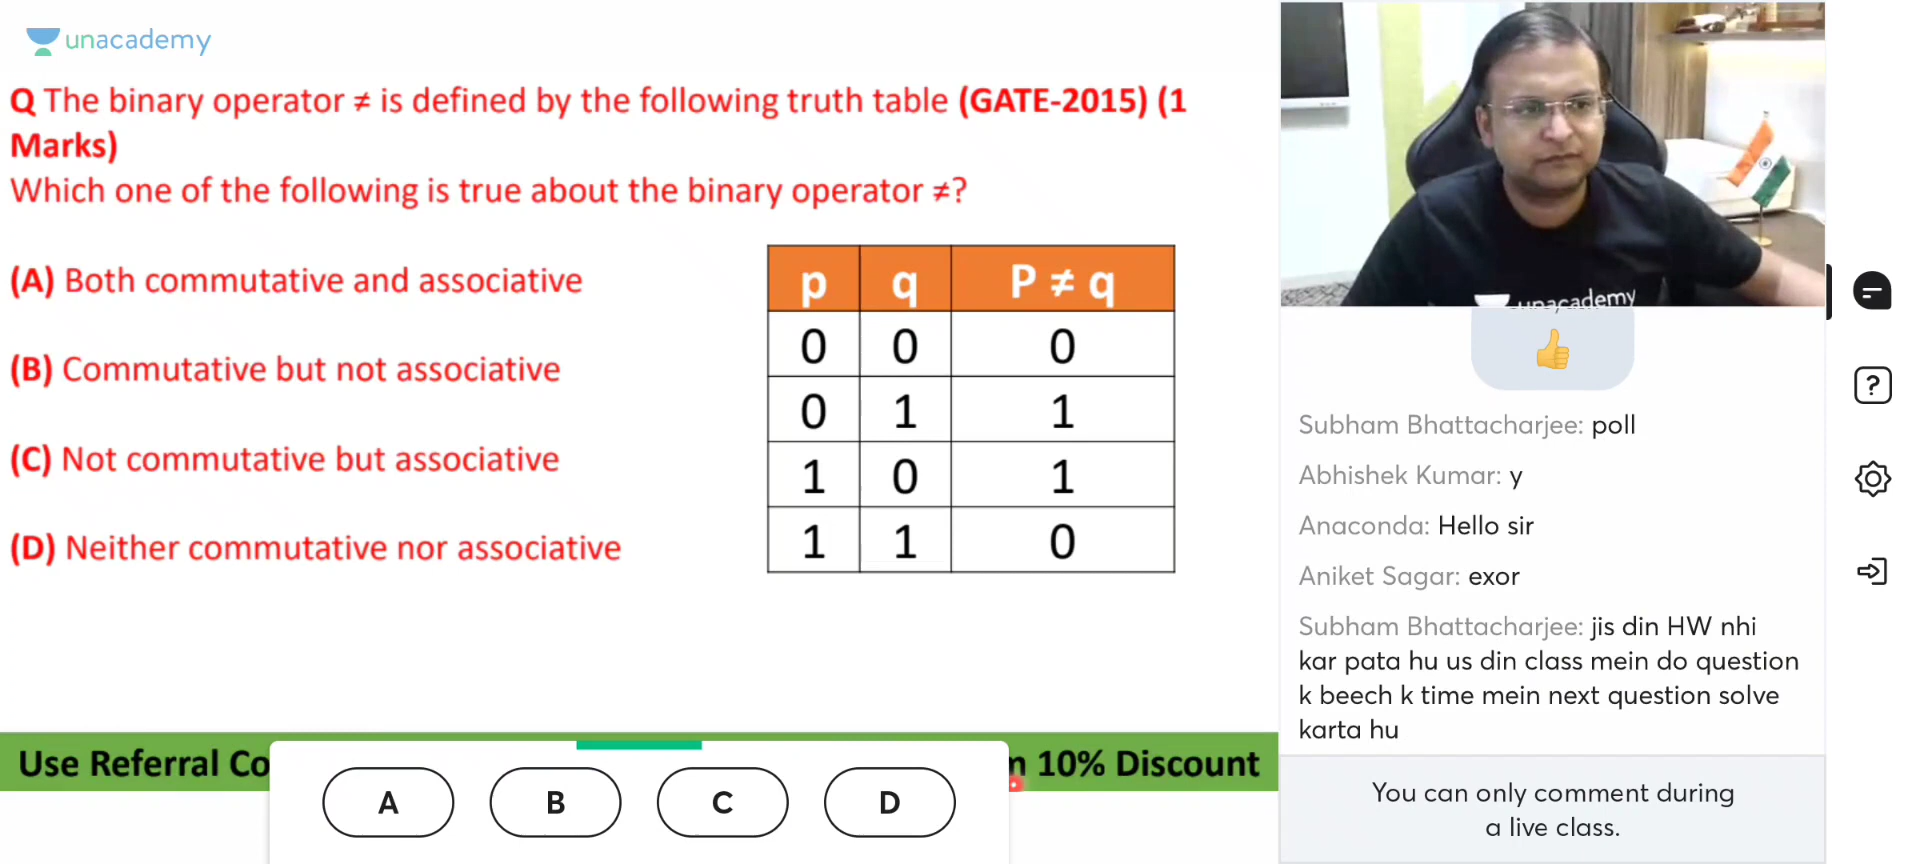 unacademy
Q The binary operator ≠ is defined by the following truth table (GATE-2015) (1
Marks)
Which one of the following is true about the binary operator ≠?
(A) Both commutative and associative
(B) Commutative but not associative
(C) Not commutative but associative
(D) Neither commutative nor associative
p q P ≠ q
0 0 0
0 1 1
1 0 1
1 1 0
Use Referral Co
10% Discount
A B C D
unacademy
Subham Bhattacharjee: poll
Abhishek Kumar: y
Anaconda: Hello sir
Aniket Sagar: exor
Subham Bhattacharjee: jis din HW nhi
kar pata hu us din class mein do question
k beech k time mein next question solve
karta hu
You can only comment during
a live class.
?